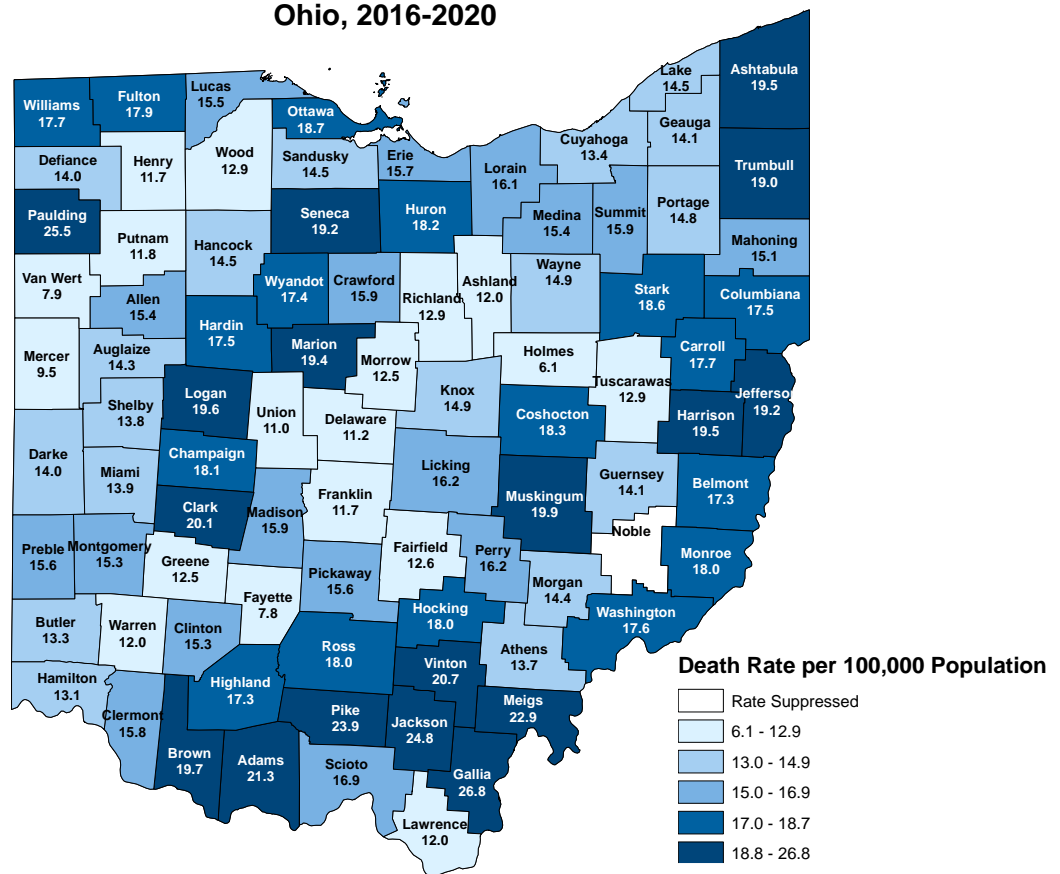 Ohio, 2016-2020
Lake
14.5
Ashtabula
19.5
Williams
17.7
Fulton
17.9
Lucas
15.5
Ottawa
18.7
Geauga
14.1
Cuyahoga
13.4
Defiance
14.0
Henry
11.7
Wood
12.9
Sandusky
14.5
Erie
15.7
Lorain
16.1
Trumbull
19.0
Paulding
25.5
Seneca
19.2
Huron
18.2
Medina
15.4
Summit
15.9
Portage
14.8
Putnam
11.8
Hancock
14.5
Mahoning
15.1
Van Wert
7.9
Wyandot
17.4
Crawford
15.9
Richland
12.9
Ashland
12.0
Wayne
14.9
Stark
18.6
Columbiana
17.5
Allen
15.4
Hardin
17.5
Mercer
9.5
Auglaize
14.3
Marion
19.4
Morrow
12.5
Holmes
6.1
Carroll
17.7
Tuscarawas
12.9
Logan
19.6
Knox
14.9
Jefferson
19.2
Shelby
13.8
Union
11.0
Delaware
11.2
Coshocton
18.3
Harrison
19.5
Darke
14.0
Champaign
18.1
Miami
13.9
Licking
16.2
Guernsey
14.1
Belmont
17.3
Clark
20.1
Madison
15.9
Franklin
11.7
Muskingum
19.9
Noble
Preble
15.6
Montgomery
15.3
Greene
12.5
Fairfield
12.6
Perry
16.2
Monroe
18.0
Pickaway
15.6
Morgan
14.4
Fayette
7.8
Hocking
18.0
Washington
17.6
Butler
13.3
Warren
12.0
Clinton
15.3
Ross
18.0
Athens
13.7
Vinton
20.7
Hamilton
13.1
Highland
17.3
Meigs
22.9
Clermont
15.8
Pike
23.9
Jackson
24.8
Brown
19.7
Adams
21.3
Scioto
16.9
Gallia
26.8
Lawrence
12.0
Death Rate per 100,000 Population
Rate Suppressed
6.1 - 12.9
13.0 - 14.9
15.0 - 16.9
17.0 - 18.7
18.8 - 26.8